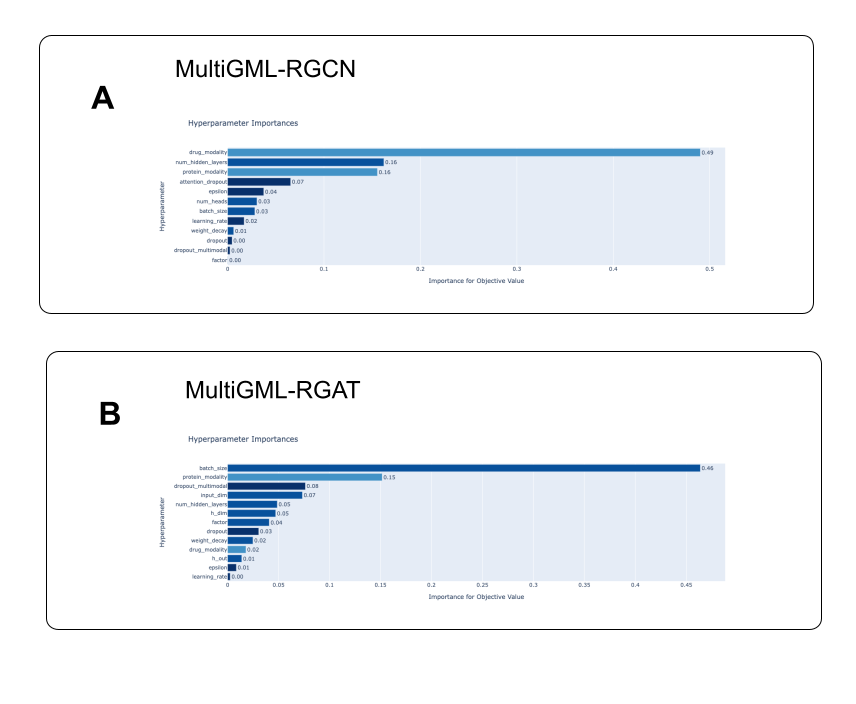 A
MultiGML-RGCN
Hyperparameter Importances
Hyperparameter
drug_modality 0.49
num_hidden_layers 0.16
protein_modality 0.16
attention_dropout 0.07
epsilon 0.04
num_heads 0.03
batch_size 0.03
learning_rate 0.02
weight_decay 0.01
dropout 0.00
dropout_multimodal 0.00
factor 0.00
0 0.1 0.2 0.3 0.4 0.5
Importance for Objective Value
B
MultiGML-RGAT
Hyperparameter Importances
Hyperparameter
batch_size 0.46
protein_modality 0.15
dropout_multimodal 0.08
input_dim 0.07
num_hidden_layers 0.05
h_dim 0.05
factor 0.04
dropout 0.03
weight_decay 0.02
drug_modality 0.02
h_out 0.01
epsilon 0.01
learning_rate 0.00
0 0.05 0.1 0.15 0.2 0.25 0.3 0.35 0.4 0.45
Importance for Objective Value